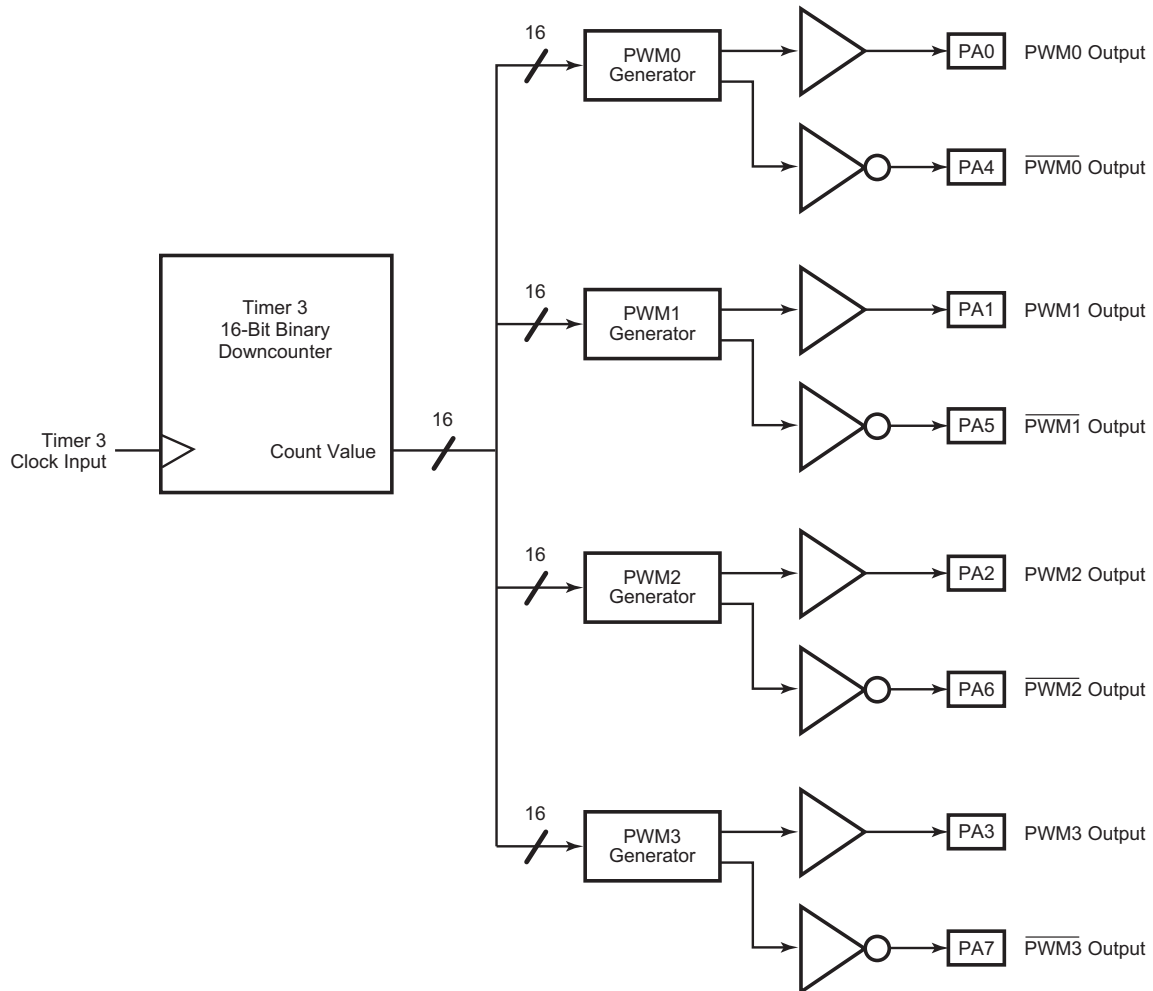 16
PWM0
Generator
PA0
PWM0 Output
PA4
PWM0 Output
Timer 3
16-Bit Binary
Downcounter
Timer 3
Clock Input
Count Value
16
16
PWM1
Generator
PA1
PWM1 Output
PA5
PWM1 Output
16
PWM2
Generator
PA2
PWM2 Output
PA6
PWM2 Output
16
PWM3
Generator
PA3
PWM3 Output
PA7
PWM3 Output